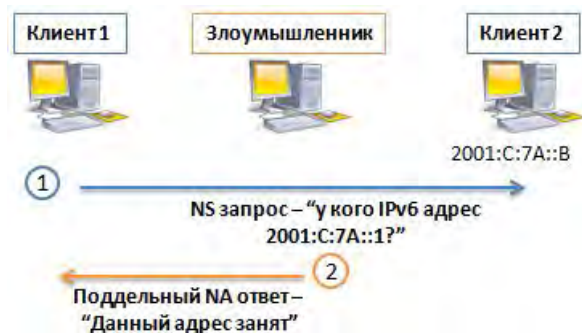 Клиент 1
Злоумышленник
Клиент 2
2001:C:7A::B
1
NS запрос – “у кого IPv6 адрес
2001:C:7A::1?”
2
Поддельный NA ответ –
“Данный адрес занят”